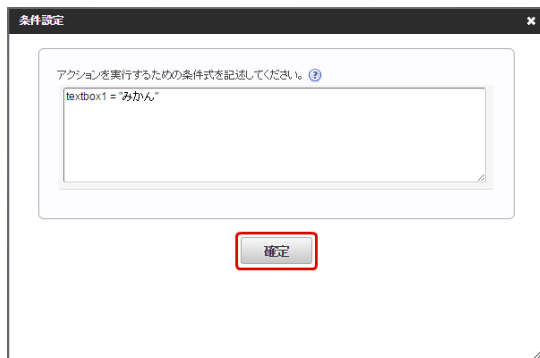 条件設定
アクションを実行するための条件式を記述してください。
textbox1 = "みかん"
確定